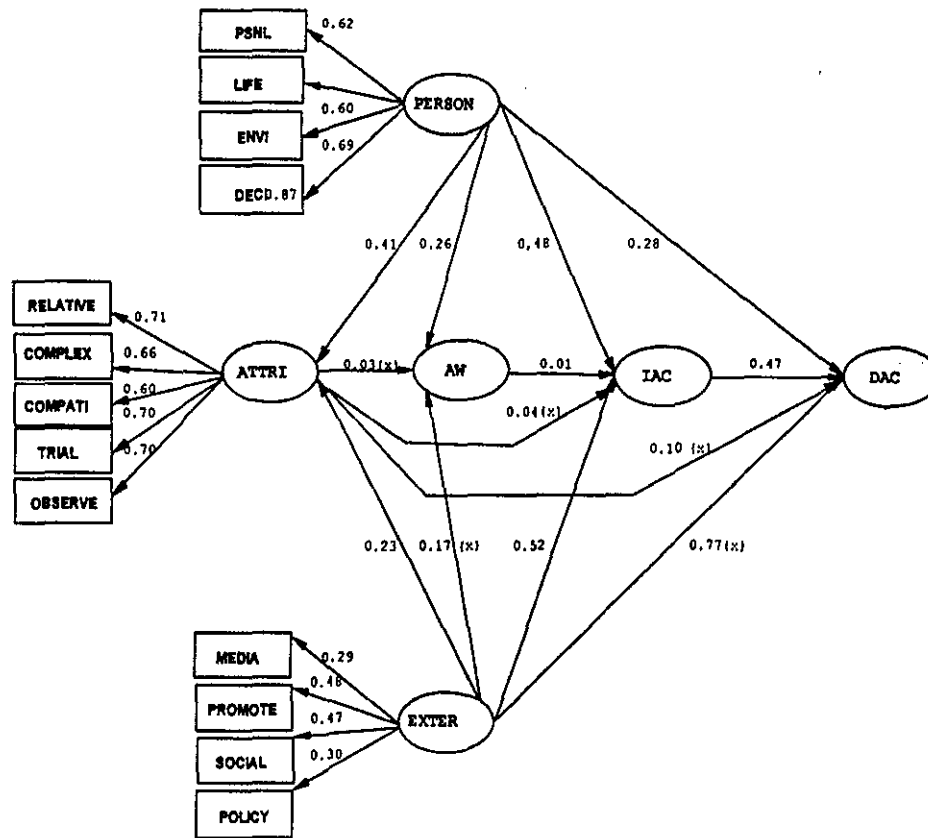 PSNL
0.62
LIFE
0.60
ENVI
0.69
DECI
0.87
PERSON
0.41
0.26
0,48
0.28
RELATIVE
0.71
COMPLEX
0.66
COMPATI
0.60
TRIAL
0.70
OBSERVE
0.70
ATTRI
0.03(x)
AW
0.01
IAC
0.47
DAC
0.04(x)
0.10 (x)
0.23
0.17 (x)
0.52
0.77(x)
MEDIA
0.29
PROMOTE
0.48
SOCIAL
0.47
POLICY
0.30
EXTER